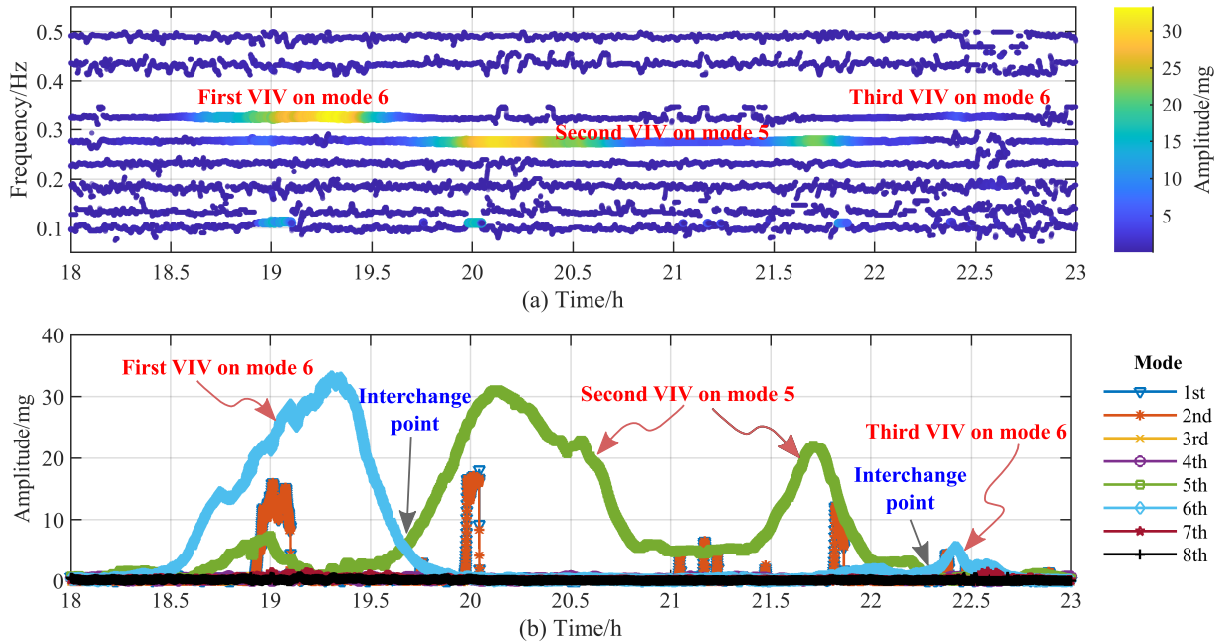 0.5
0.4
0.3
0.2
0.1
Frequency/Hz
First VIV on mode 6
Second VIV on mode 5
Third VIV on mode 6
18 18.5 19 19.5 20 20.5 21 21.5 22 22.5 23
(a) Time/h
30
25
20
15
10
5
Amplitude/mg
40
30
20
10
0
Amplitude/mg
First VIV on mode 6
Interchange
point
Second VIV on mode 5
Third VIV on mode 6
Interchange
point
18 18.5 19 19.5 20 20.5 21 21.5 22 22.5 23
(b) Time/h
Mode
1st
2nd
3rd
4th
5th
6th
7th
8th